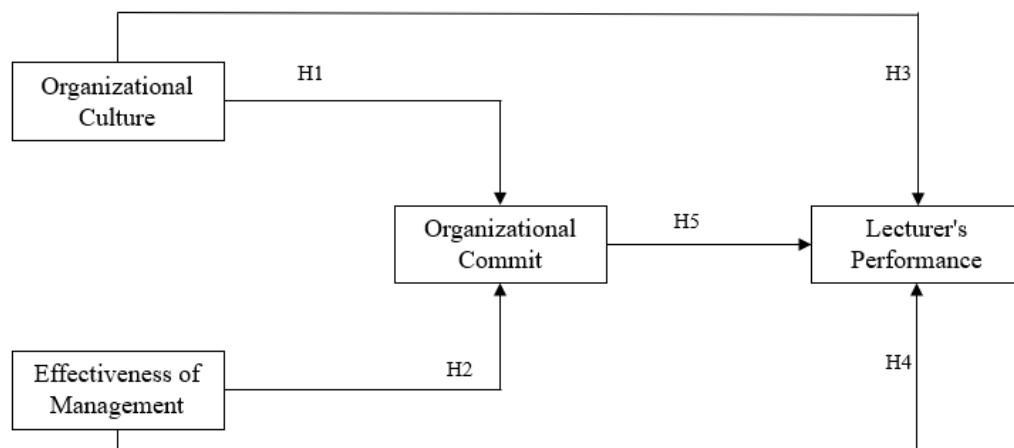 H1
H3
Organizational
Culture
Organizational
Commit
H5
Lecturer's
Performance
H2
H4
Effectiveness of
Management